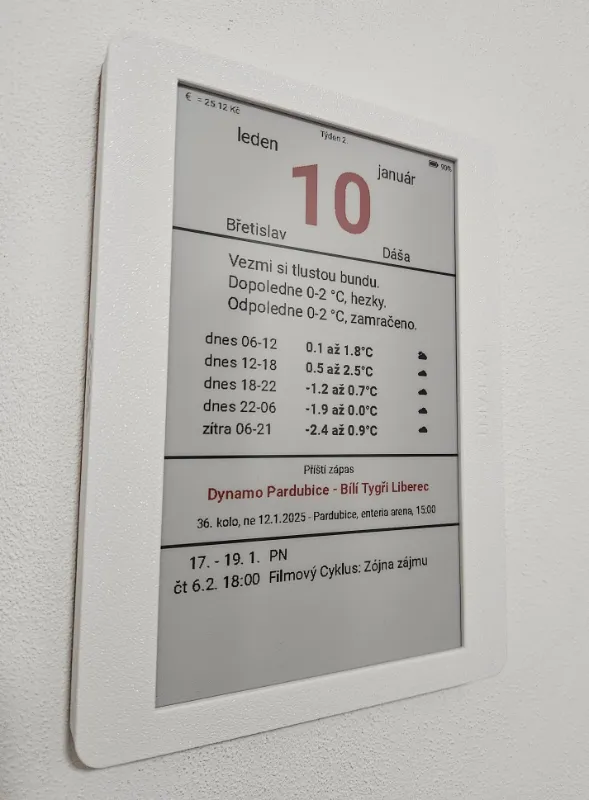 € = 25.12 Kč
Týden 2.
90%
leden
január
10
Břetislav
Dáša
Vezmi si tlustou bundu.
Dopoledne 0-2 °C, hezky.
Odpoledne 0-2 °C, zamračeno.
dnes 06-12 0.1 až 1.8°C
dnes 12-18 0.5 až 2.5°C
dnes 18-22 -1.2 až 0.7°C
dnes 22-06 -1.9 až 0.0°C
zítra 06-21 -2.4 až 0.9°C
Příští zápas
Dynamo Pardubice - Bílí Tygři Liberec
36. kolo, ne 12.1.2025 - Pardubice, enteria arena, 15:00
17. - 19. 1. PN
čt 6.2. 18:00 Filmový Cyklus: Zójna zájmu